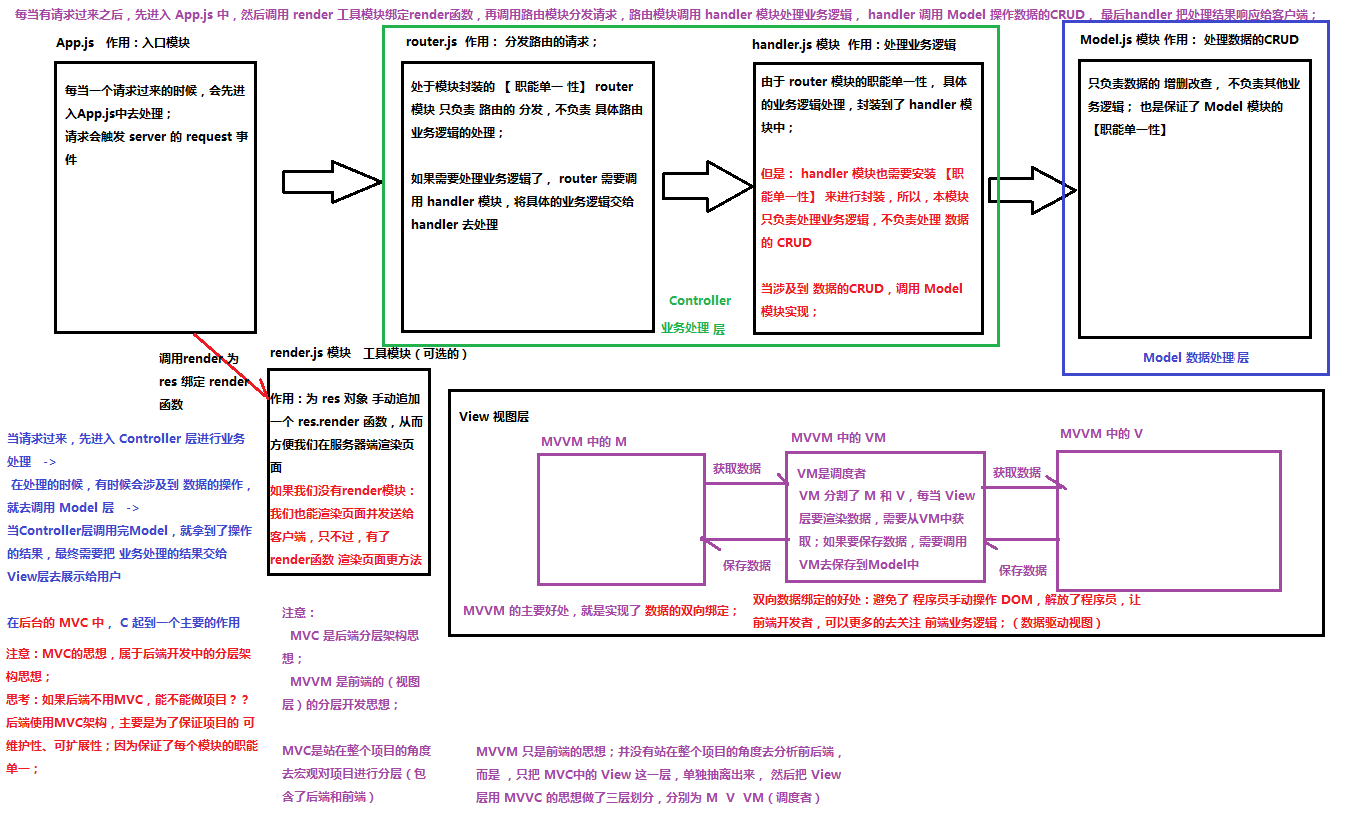 每当有请求过来之后，先进入 App.js 中，然后调用 render 工具模块绑定render函数，再调用路由模块分发请求，路由模块调用 handler 模块处理业务逻辑， handler 调用 Model 操作数据的CRUD， 最后handler 把处理结果响应给客户端；
App.js 作用：入口模块
每当一个请求过来的时候，会先进
入App.js中去处理；
请求会触发 server 的 request 事
件
router.js 作用： 分发路由的请求；
处于模块封装的 【 职能单一 性】 router
模块 只负责 路由的 分发，不负责 具体路由
业务逻辑的处理；
如果需要处理业务逻辑了， router 需要调
用 handler 模块，将具体的业务逻辑交给
handler 去处理
handler.js 模块 作用：处理业务逻辑
由于 router 模块的职能单一性， 具体
的业务逻辑处理，封装到了 handler 模
块中；
但是： handler 模块也需要安装 【职
能单一性】 来进行封装，所以，本模块
只负责处理业务逻辑，不负责处理 数据
的 CRUD
当涉及到 数据的CRUD，调用 Model
模块实现；
Controller
业务处理 层
Model.js 模块 作用： 处理数据的CRUD
只负责数据的 增删改查， 不负责其他业
务逻辑； 也是保证了 Model 模块的
【职能单一性】
Model 数据处理 层
调用render 为
res 绑定 render
函数
render.js 模块 工具模块（可选的）
作用：为 res 对象 手动追加
一个 res.render 函数，从而
方便我们在服务器端渲染页
面
如果我们没有render模块：
我们也能渲染页面并发送给
客户端，只不过，有了
render函数 渲染页面更方法
当请求过来，先进入 Controller 层进行业务
处理 ->
在处理的时候，有时候会涉及到 数据的操作，
就去调用 Model 层 ->
当Controller层调用完Model，就拿到了操作
的结果，最终需要把 业务处理的结果交给
View层去展示给用户
在后台的 MVC 中， C 起到一个主要的作用
注意：MVC的思想，属于后端开发中的分层架
构思想；
思考：如果后端不用MVC，能不能做项目？？
后端使用MVC架构，主要是为了保证项目的 可
维护性、可扩展性；因为保证了每个模块的职能
单一；
注意：
MVC 是后端分层架构思
想；
MVVM 是前端的（视图
层）的分层开发思想；
MVC是站在整个项目的角度
去宏观对项目进行分层（包
含了后端和前端）
View 视图层
MVVM 中的 M
获取数据
保存数据
MVVM 中的 VM
VM是调度者
VM 分割了 M 和 V，每当 View
层要渲染数据，需要从VM中获
取；如果要保存数据，需要调用
VM去保存到Model中
获取数据
保存数据
MVVM 中的 V
MVVM 的主要好处，就是实现了 数据的双向绑定；
双向数据绑定的好处：避免了 程序员手动操作 DOM，解放了程序员，让
前端开发者，可以更多的去关注 前端业务逻辑；（数据驱动视图）
MVVM 只是前端的思想；并没有站在整个项目的角度去分析前后端，
而是 ，只把 MVC中的 View 这一层，单独抽离出来， 然后把 View
层用 MVVC 的思想做了三层划分，分别为 M V VM（调度者）